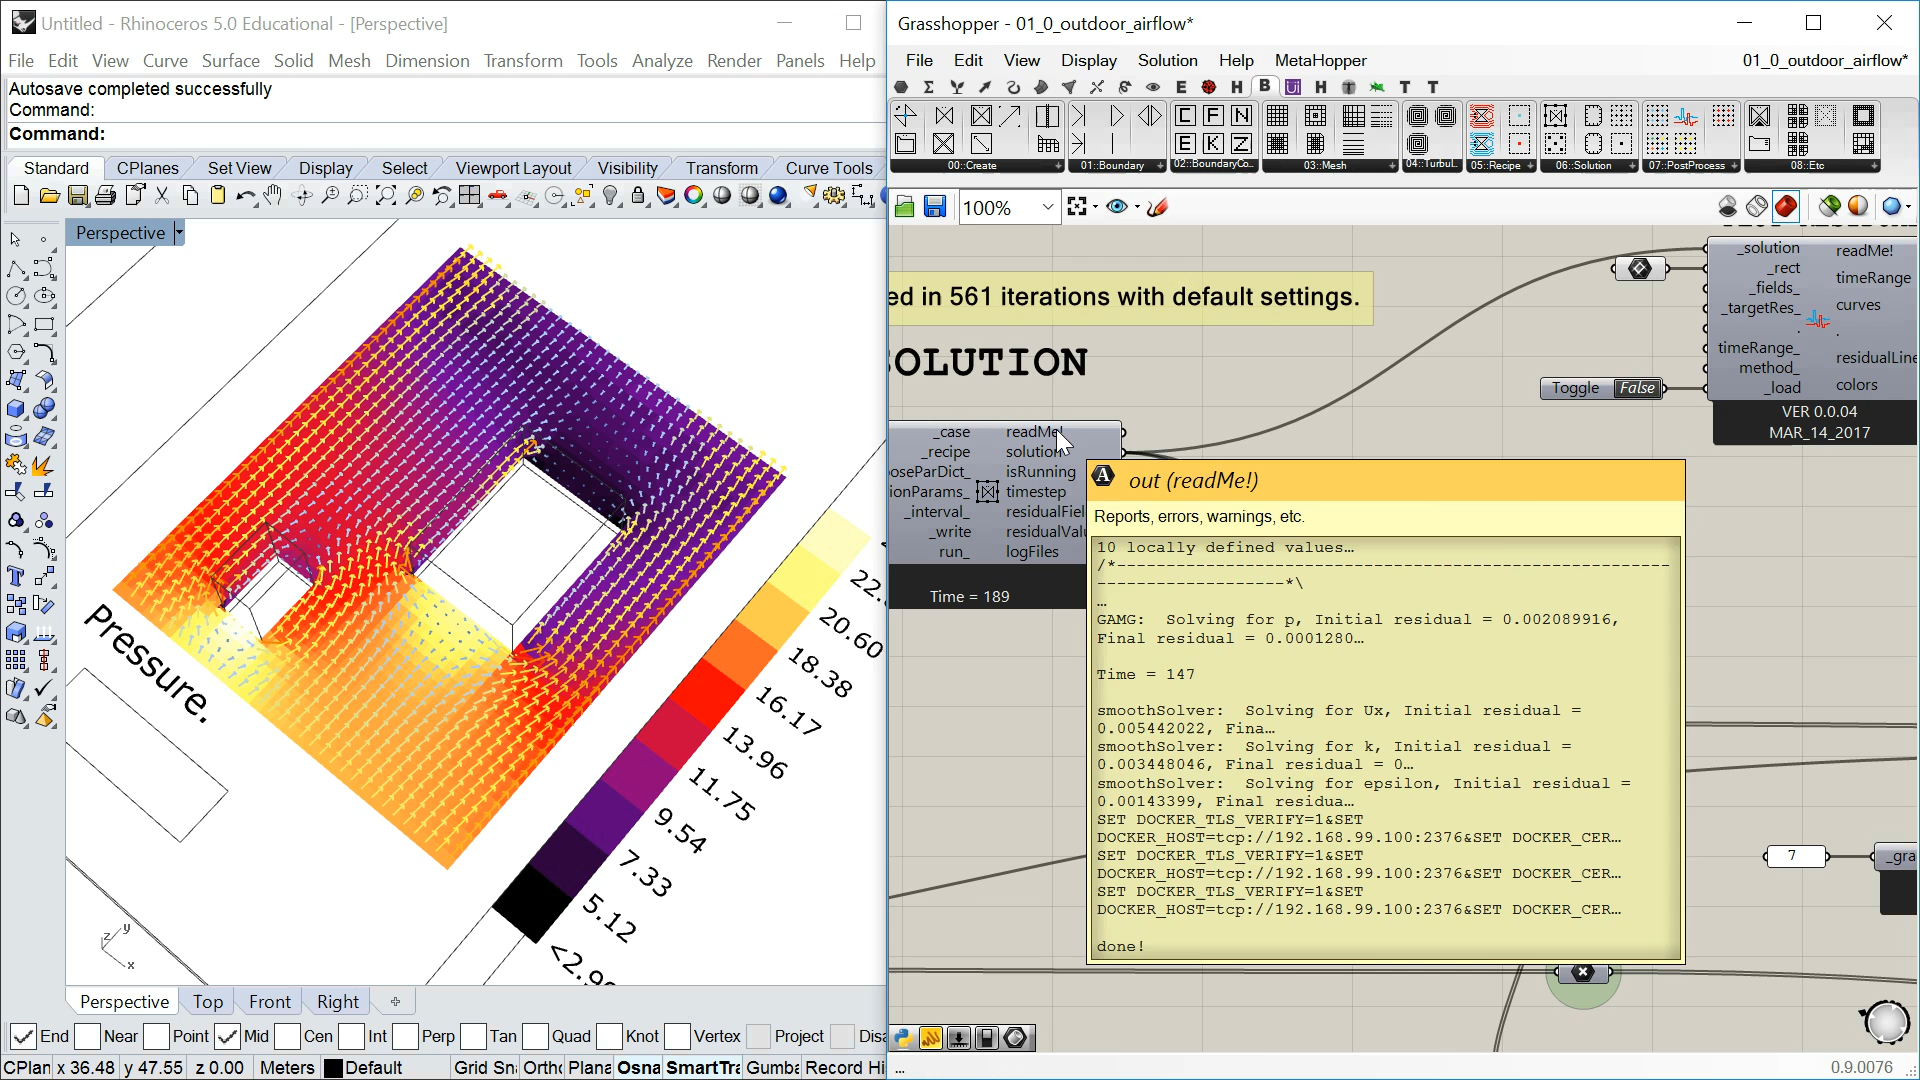 Untitled - Rhinoceros 5.0 Educational - [Perspective]
File Edit View Curve Surface Solid Mesh Dimension Transform Tools Analyze Render Panels Help
Autosave completed successfully
Command:
Command:
Standard CPlanes Set View Display Select Viewport Layout Visibility Transform Curve Tools
Perspective
Pressure.
22.
20.60
18.38
16.17
13.96
11.75
9.54
7.33
5.12
<2.9
z y
x
Perspective Top Front Right
End Near Point Mid Cen Int Perp Tan Quad Knot Vertex Project Disa
CPlan x 36.48 y 47.55 z 0.00 Meters Default Grid Sn Ortho Plana Osna SmartTra Gumba Record Hi
Grasshopper - 01_0_outdoor_airflow*
File Edit View Display Solution Help MetaHopper
01_0_outdoor_airflow*
E H B Uj H T T
C F N
E K Z
00::Create 01::Boundary 02::BoundaryCo... 03::Mesh 04::Turbul.. 05::Recipe 06::Solution 07::PostProcess 08::Etc
100%
ed in 561 iterations with default settings.
OLUTION
_case readMe!
_recipe solution
oseParDict_ isRunning
ionParams_ timestep
_interval_ residualFiel
_write residualValu
run_ logFiles
Time = 189
_solution readMe!
_rect timeRange
_fields_ curves
_targetRes_ .
.
timeRange_ residualLine
method_ colors
_load
VER 0.0.04
MAR_14_2017
Toggle False
A out (readMe!)
Reports, errors, warnings, etc.
10 locally defined values…
/*--------------------------------------------------------
-------------------*\
…
GAMG: Solving for p, Initial residual = 0.002089916,
Final residual = 0.0001280…
Time = 147
smoothSolver: Solving for Ux, Initial residual =
0.005442022, Fina…
smoothSolver: Solving for k, Initial residual =
0.003448046, Final residual = 0…
smoothSolver: Solving for epsilon, Initial residual =
0.00143399, Final residua…
SET DOCKER_TLS_VERIFY=1&SET
DOCKER_HOST=tcp://192.168.99.100:2376&SET DOCKER_CER…
SET DOCKER_TLS_VERIFY=1&SET
DOCKER_HOST=tcp://192.168.99.100:2376&SET DOCKER_CER…
SET DOCKER_TLS_VERIFY=1&SET
DOCKER_HOST=tcp://192.168.99.100:2376&SET DOCKER_CER…
done!
7
_gra
...
0.9.0076